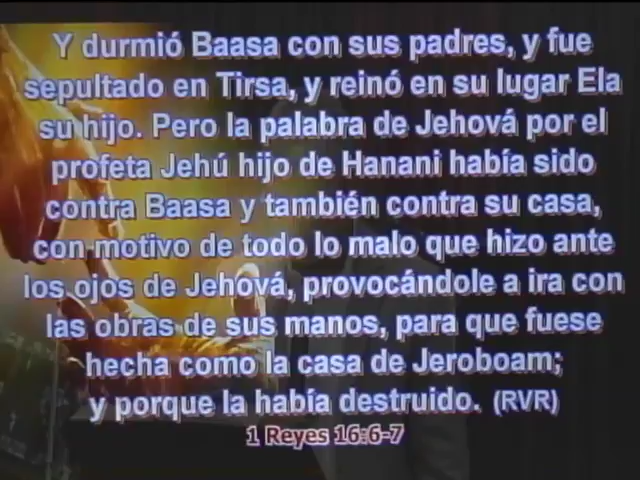 Y durmió Baasa con sus padres, y fue
sepultado en Tirsa, y reinó en su lugar Ela
su hijo. Pero la palabra de Jehová por el
profeta Jehú hijo de Hanani había sido
contra Baasa y también contra su casa,
con motivo de todo lo malo que hizo ante
los ojos de Jehová, provocándole a ira con
las obras de sus manos, para que fuese
hecha como la casa de Jeroboam;
y porque la había destruido. (RVR)
1 Reyes 16:6-7